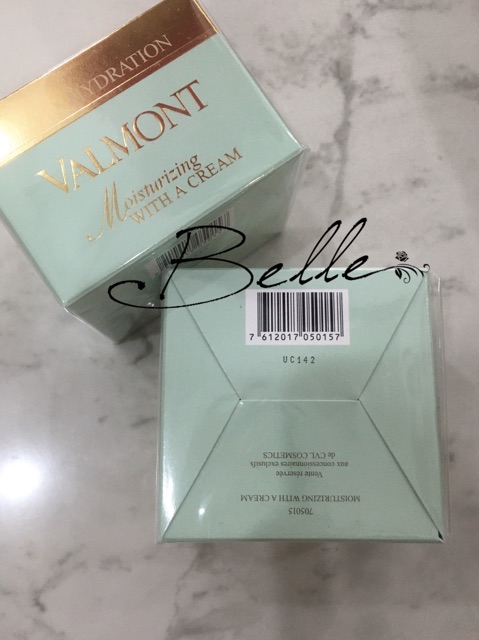 HYDRATION
VALMONT
Moisturizing
WITH A CREAM
Belle
7 612017 050157
UC142
705015
MOISTURIZING WITH A CREAM
Vente réservée
aux concessionnaires exclusifs
de CVL COSMETICS